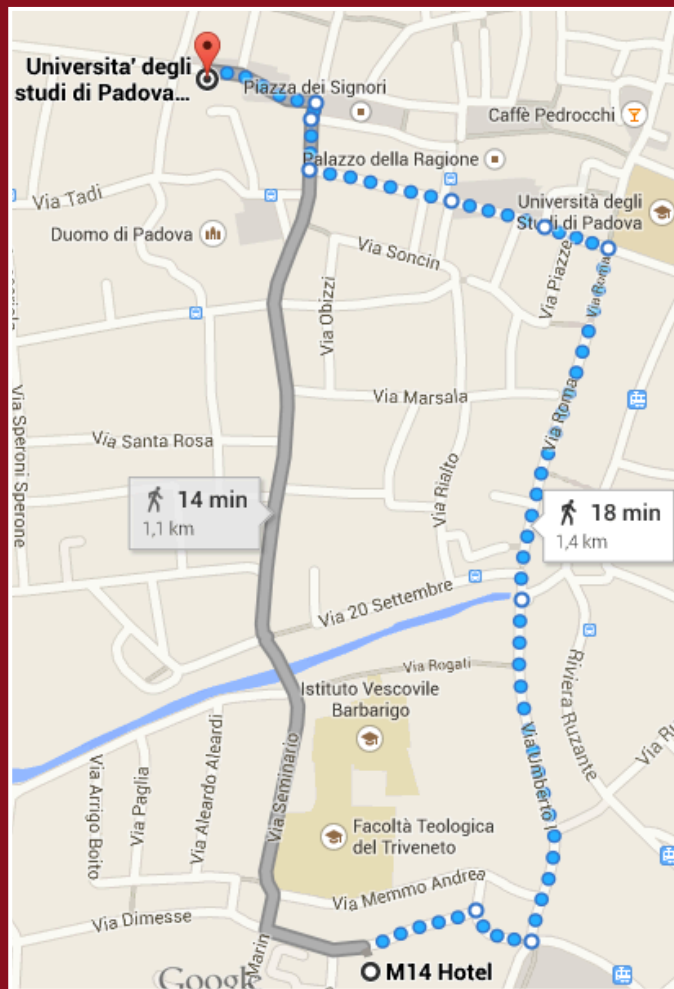 Universita' degli
studi di Padova...
Piazza dei Signori
Caffè Pedrocchi
Palazzo della Ragione
Via Tadi
Università degli
Studi di Padova
Duomo di Padova
Via Soncin
Via Piazze
Via Roma
Via Obizzi
Via Marsala
Via Roma
Via Speroni Sperone
Via Santa Rosa
Via Rialto
14 min
1,1 km
18 min
1,4 km
Via 20 Settembre
Via Rogati
Riviera Ruzante
Istituto Vescovile
Barbarigo
Via Umberto I
Via Aleardo Aleardi
Via Paglia
Via Arrigo Boito
Via Seminario
Facoltà Teologica
del Triveneto
Via Memmo Andrea
Via Dimesse
Marin
M14 Hotel
Google